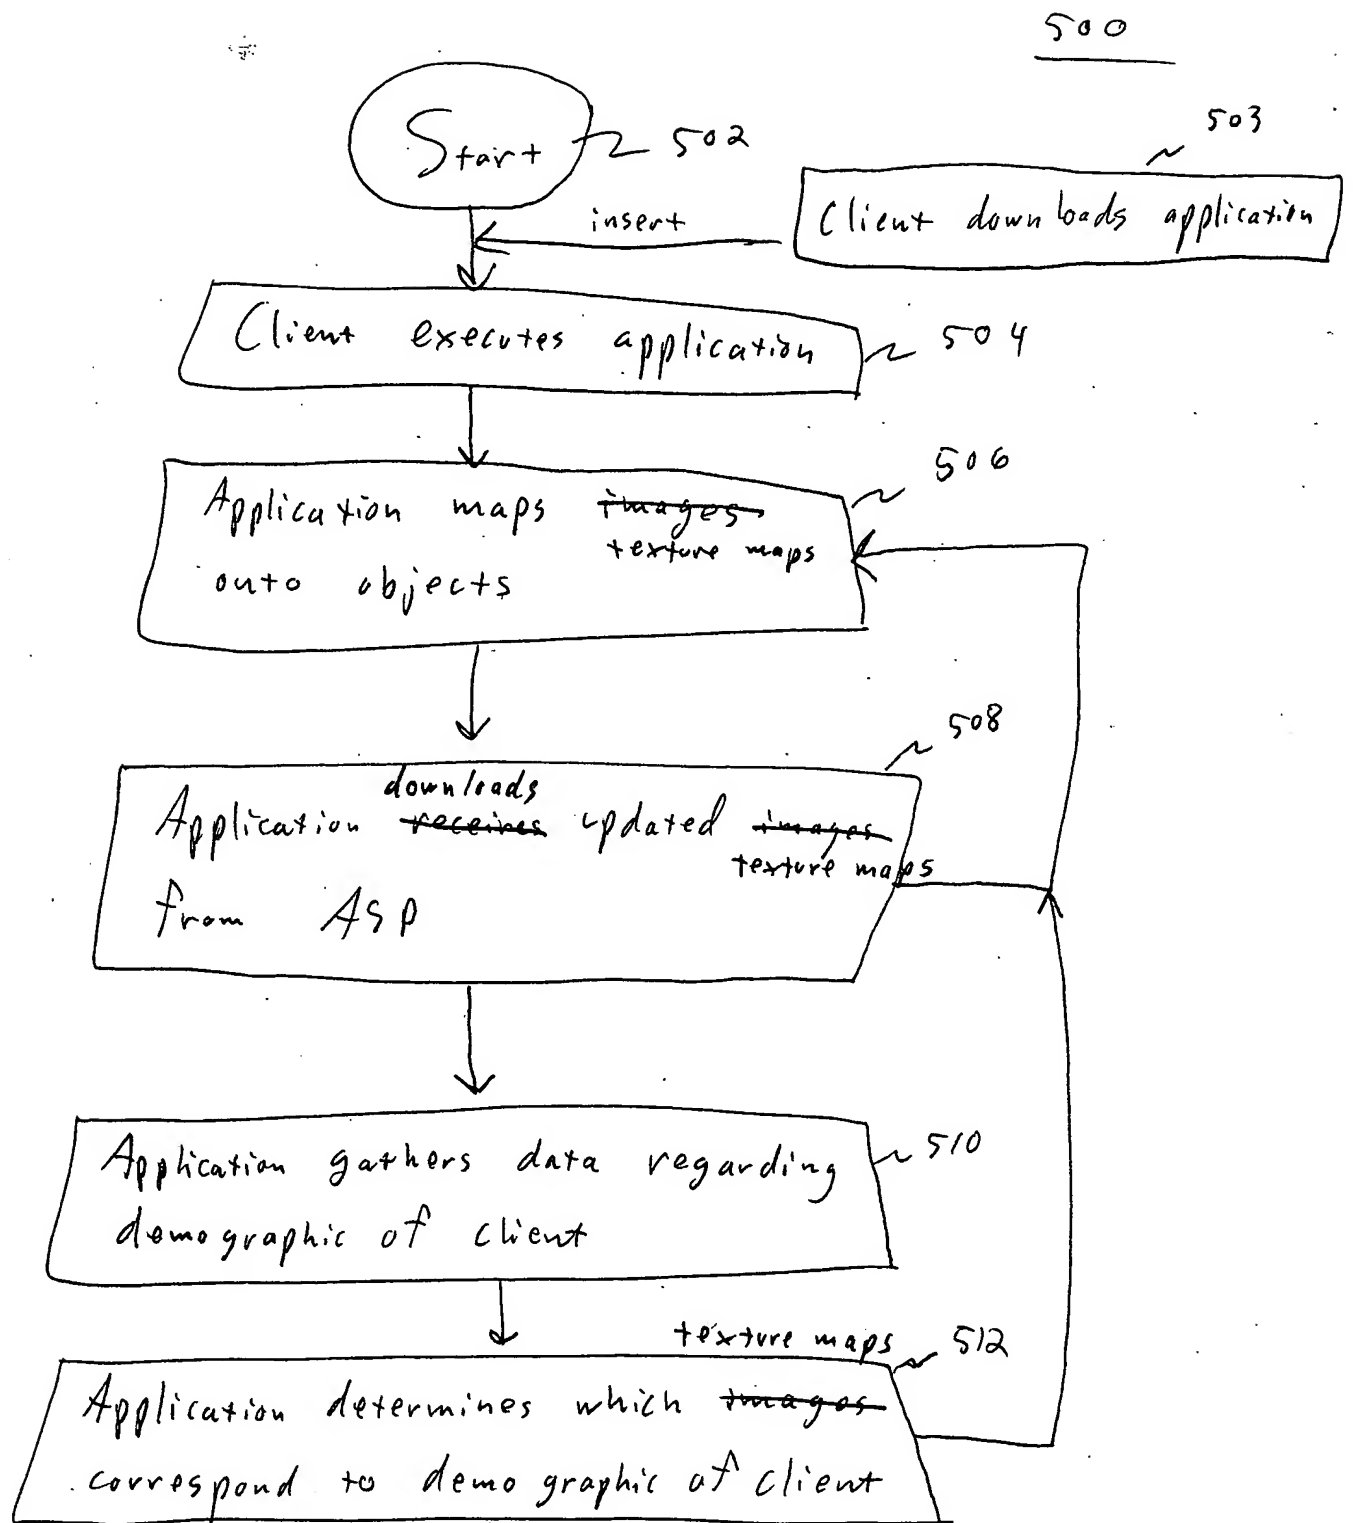 500
Start
502
503
insert
Client downloads application
Client executes application
504
506
Application maps images
texture maps
onto objects
508
downloads
Application receives updated images
texture maps
from ASP
Application gathers data regarding
510
demographic of client
texture maps
512
Application determines which images
correspond to demographic of client